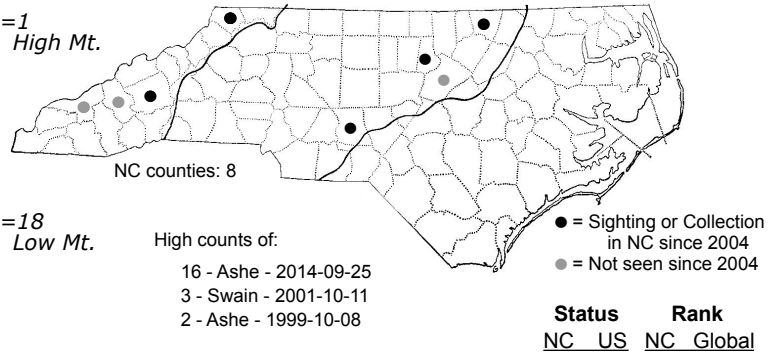 =1
High Mt.
NC counties: 8
=18
Low Mt.
High counts of:
16 - Ashe - 2014-09-25
3 - Swain - 2001-10-11
2 - Ashe - 1999-10-08
● = Sighting or Collection
in NC since 2004
● = Not seen since 2004
Status Rank
NC US NC Global